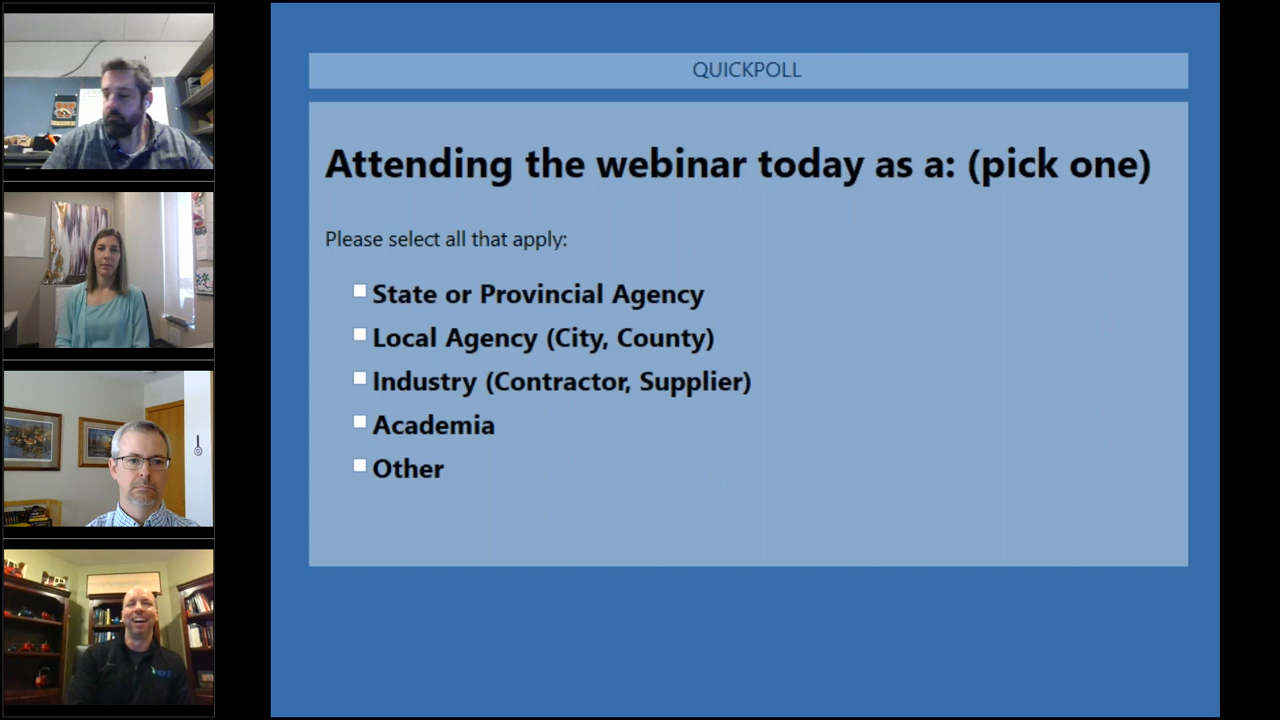 QUICKPOLL
Attending the webinar today as a: (pick one)
Please select all that apply:
State or Provincial Agency
Local Agency (City, County)
Industry (Contractor, Supplier)
Academia
Other